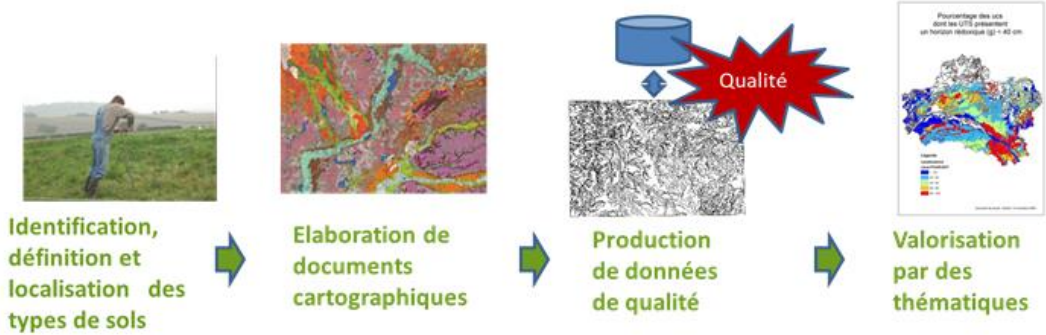 Pourcentage des ucs
dont les UTS présentent
un horizon rédoxique (g) < 40 cm
Qualité
Légende
Identification,
définition et
localisation des
types de sols
Elaboration de
documents
cartographiques
Production
de données
de qualité
Valorisation
par des
thématiques